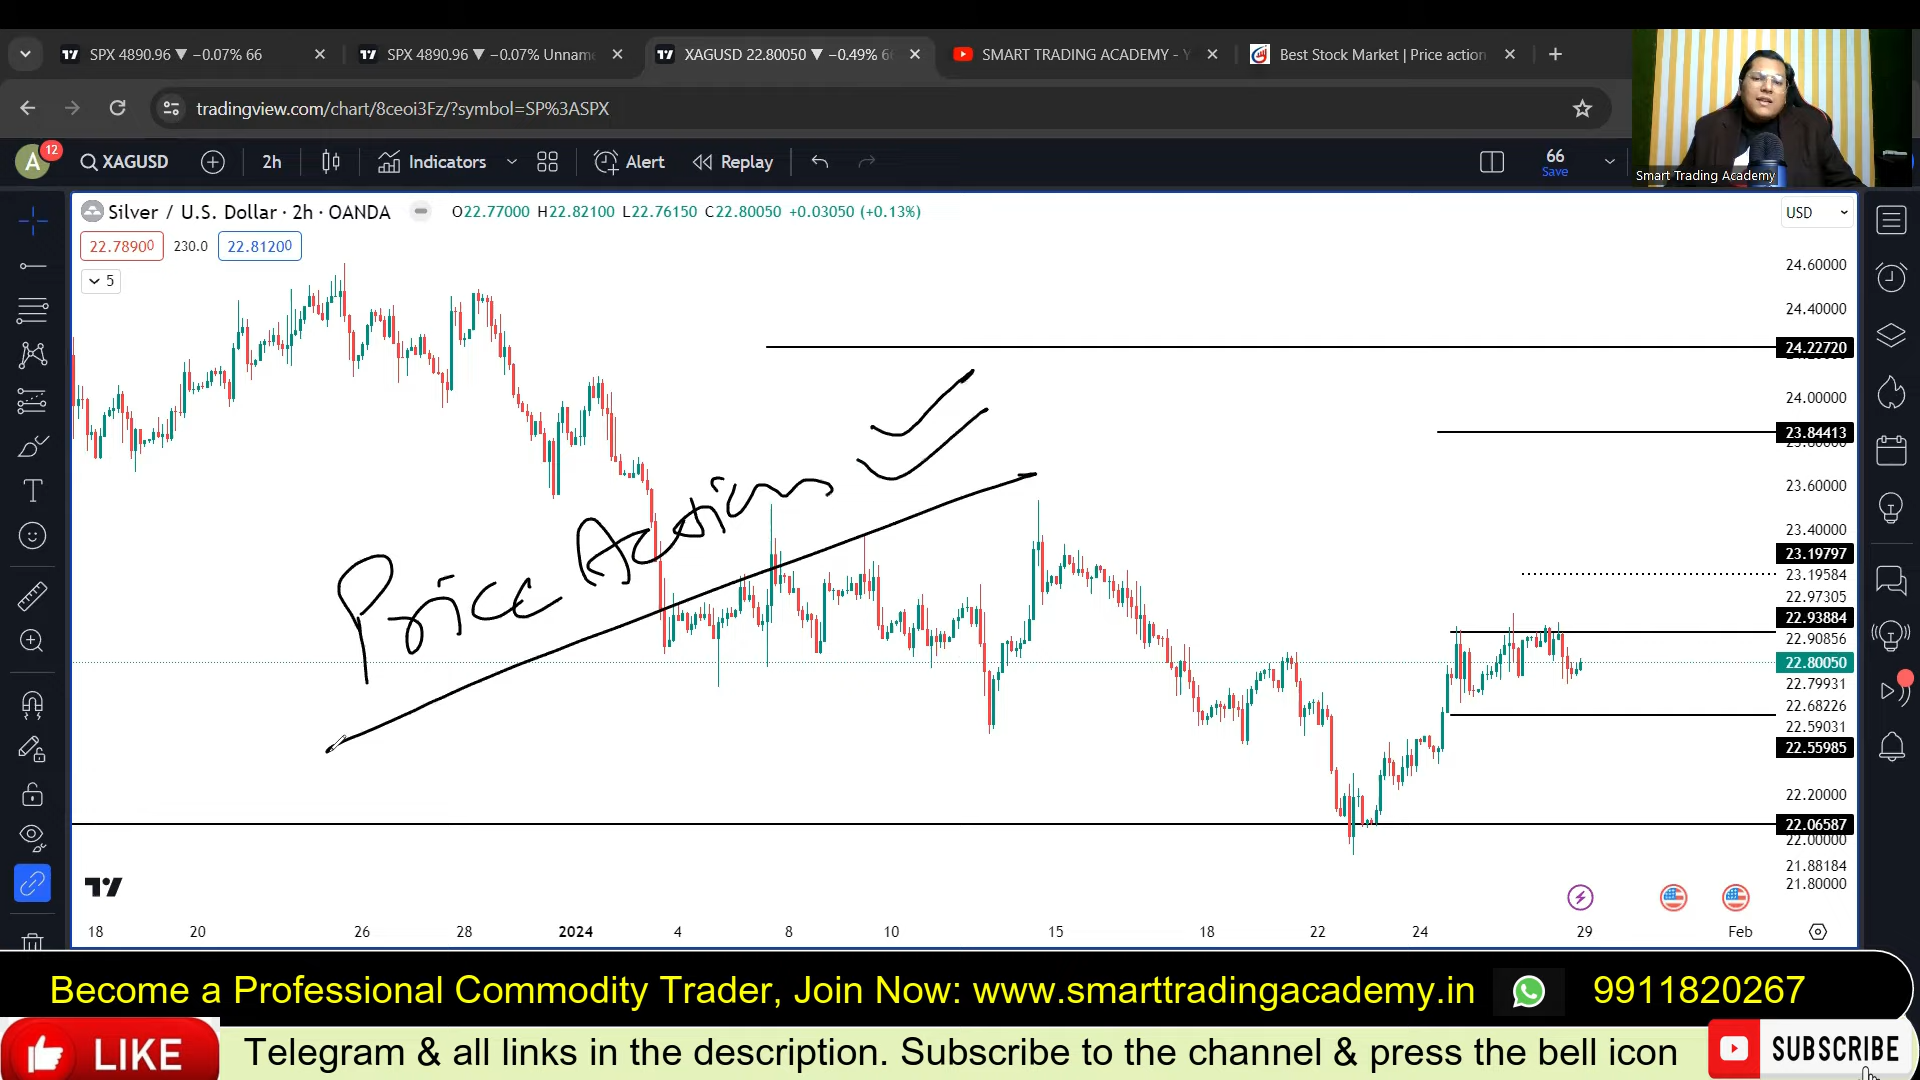 SPX 4890.96 ▼ −0.07% 66
SPX 4890.96 ▼ −0.07% Unname
XAGUSD 22.80050 ▼ −0.49% 66
SMART TRADING ACADEMY - Y
Best Stock Market | Price action
tradingview.com/chart/8ceoi3Fz/?symbol=SP%3ASPX
A
12
XAGUSD
2h
Indicators
Alert
Replay
66
Save
Smart Trading Academy
Silver / U.S. Dollar · 2h · OANDA
O22.77000 H22.82100 L22.76150 C22.80050 +0.03050 (+0.13%)
USD
22.78900
230.0
22.81200
5
24.60000
24.40000
24.22720
24.00000
23.84413
23.60000
23.40000
23.19797
23.19584
22.97305
22.93884
22.90856
22.80050
22.79931
22.68226
22.59031
22.55985
22.20000
22.06587
22.00000
21.88184
21.80000
Price Action
18 20 26 28 2024 4 8 10 15 18 22 24 29 Feb
Become a Professional Commodity Trader, Join Now: www.smarttradingacademy.in 9911820267
LIKE
Telegram & all links in the description. Subscribe to the channel & press the bell icon
SUBSCRIBE